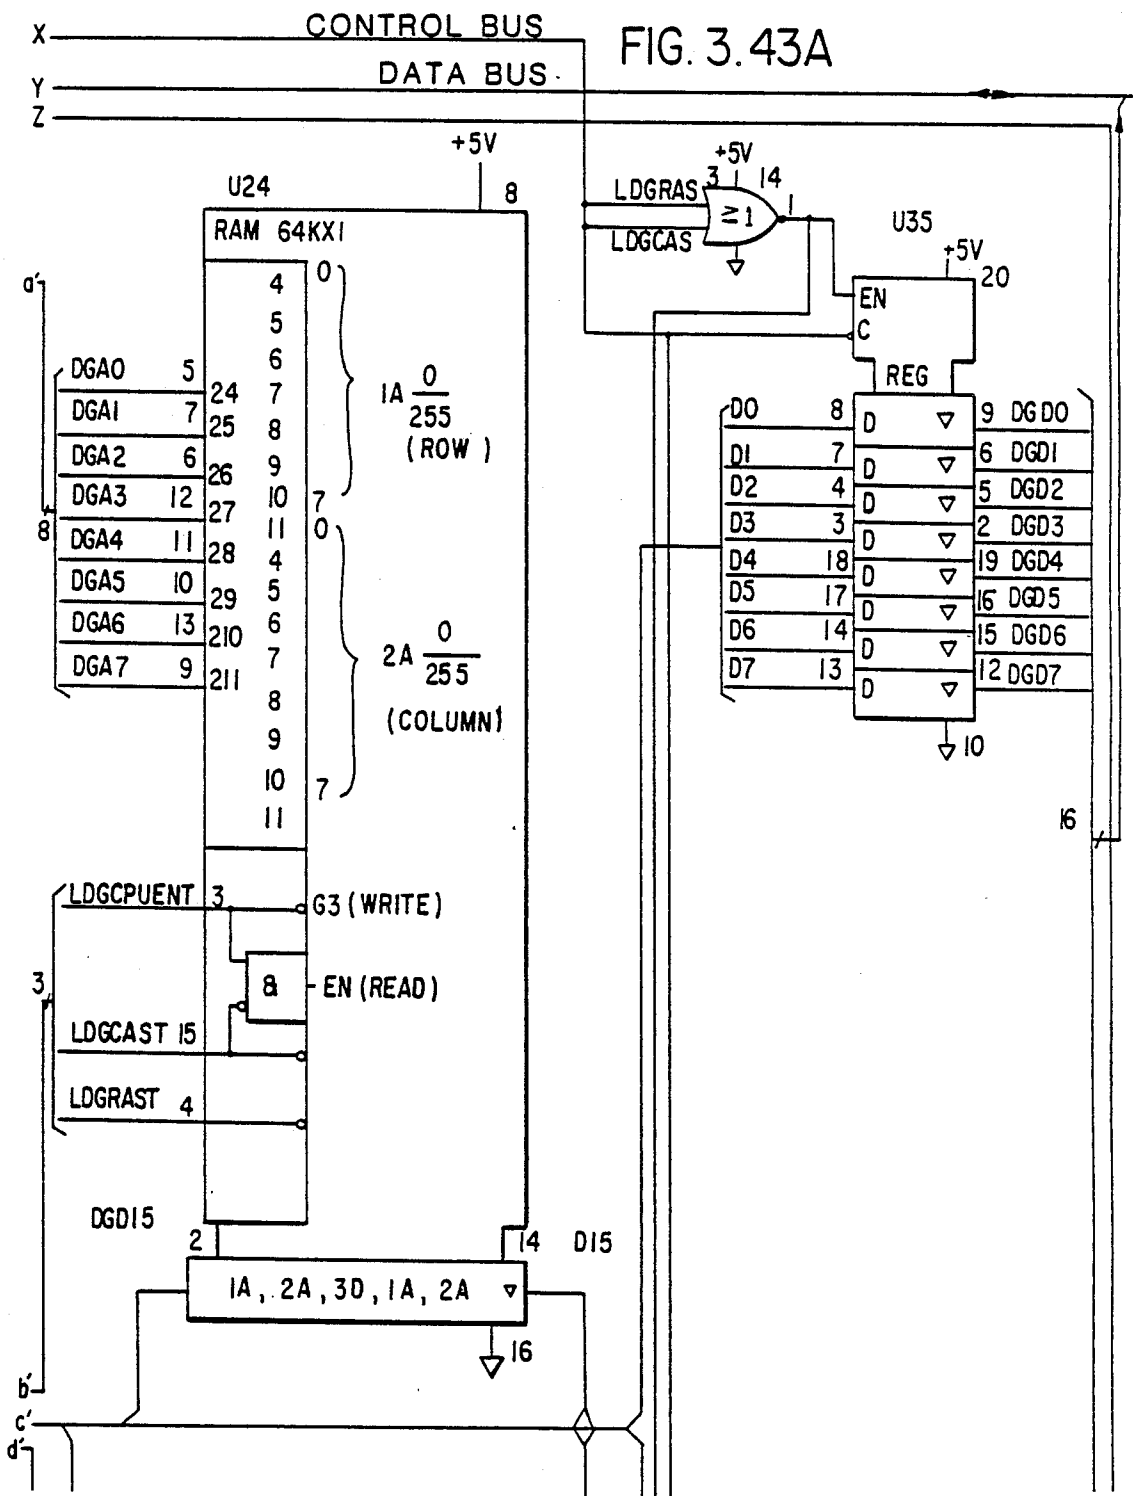 X CONTROL BUS FIG. 3.43A
Y DATA BUS
Z
+5V
U24 8
RAM 64KX1
a'
4 0
5
6
7
8
9
10 7
11 0
4
5
6
7
8
9
10 7
11
1A 0/255
(ROW)
2A 0/255
(COLUMN)
8
DGA0 5 24
DGA1 7 25
DGA2 6 26
DGA3 12 27
DGA4 11 28
DGA5 10 29
DGA6 13 210
DGA7 9 211
3
LDGCPUENT 3 G3 (WRITE)
& EN (READ)
LDGCAST 15
LDGRAST 4
DGD15 2 14 D15
1A, 2A, 3D, 1A, 2A ▽
16
b'
c'
d'
+5V
LDGRAS 3 14
≥1 1
LDGCAS
U35
+5V
20
EN
C
REG
D0 8 D ▽ 9 DGD0
D1 7 D ▽ 6 DGD1
D2 4 D ▽ 5 DGD2
D3 3 D ▽ 2 DGD3
D4 18 D ▽ 19 DGD4
D5 17 D ▽ 16 DGD5
D6 14 D ▽ 15 DGD6
D7 13 D ▽ 12 DGD7
10
16